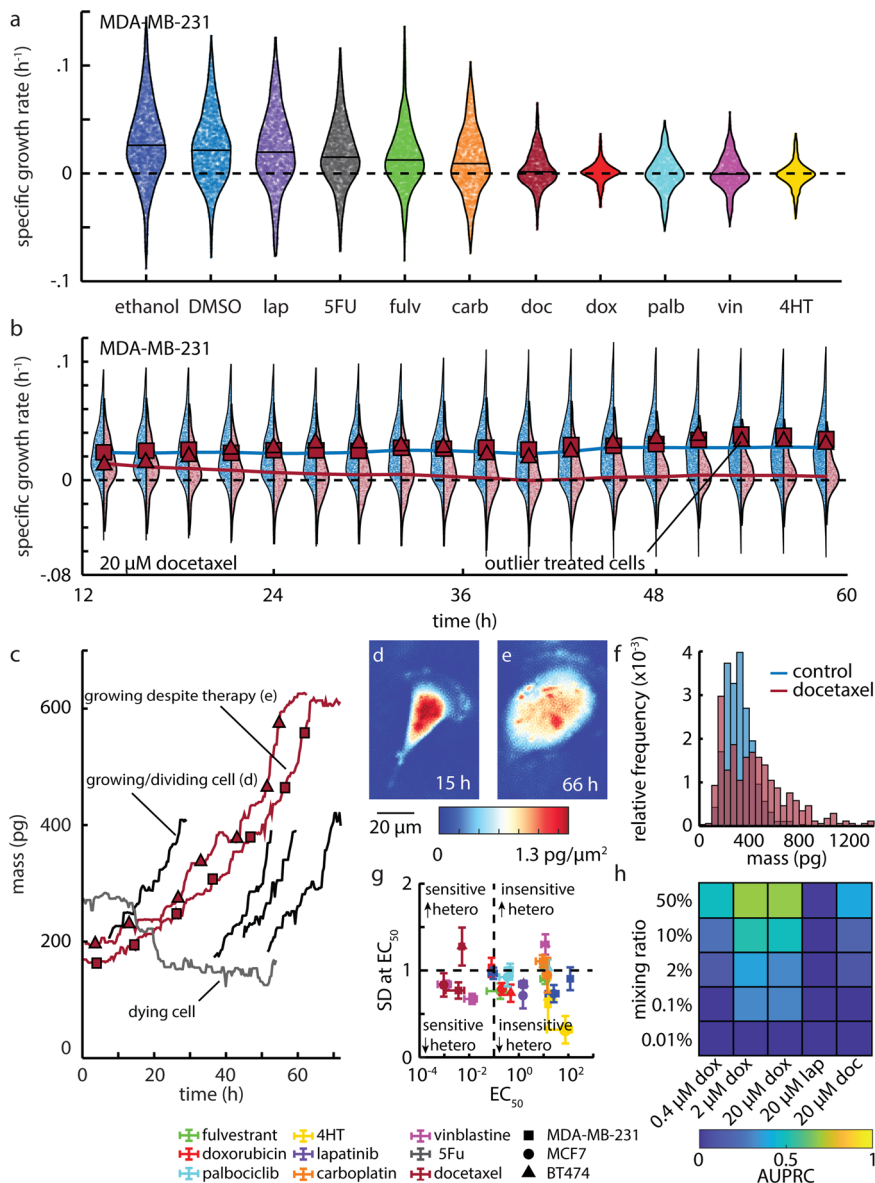 a
MDA-MB-231
specific growth rate (h⁻¹)
.1
0
-.1
ethanol DMSO lap 5FU fulv carb doc dox palb vin 4HT
b
MDA-MB-231
specific growth rate (h⁻¹)
.1
0
-.08
20 µM docetaxel
outlier treated cells
12 24 36 48 60
time (h)
c
mass (pg)
600
400
200
0
growing despite therapy (e)
growing/dividing cell (d)
dying cell
0 20 40 60
time (h)
d
15 h
e
66 h
20 µm
0 1.3 pg/µm²
f
relative frequency (x10⁻³)
4
3
2
1
0
control
docetaxel
0 400 800 1200
mass (pg)
g
SD at EC₅₀
2
1
0
sensitive
↑hetero
insensitive
↑hetero
sensitive
↓hetero
insensitive
↓hetero
10⁻⁴ 10⁻² 10⁰ 10²
EC₅₀
h
mixing ratio
50%
10%
2%
0.1%
0.01%
0.4 µM dox
2 µM dox
20 µM dox
20 µM lap
20 µM doc
0 0.5 1
AUPRC
fulvestrant 4HT vinblastine MDA-MB-231
doxorubicin lapatinib 5Fu MCF7
palbociclib carboplatin docetaxel BT474